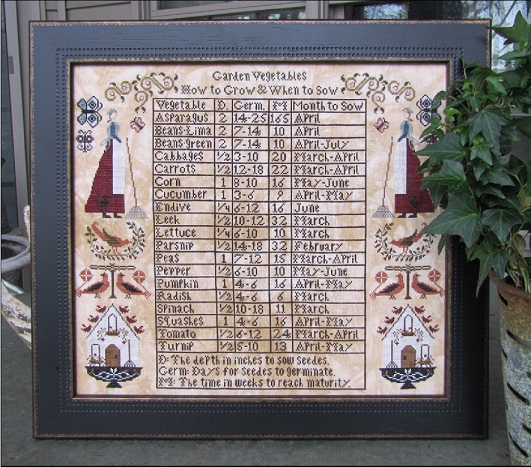 Garden Vegetables
How to Grow & When to Sow
Vegetable D. Germ. M Month to Sow
Asparagus 2 14-25 165 April
Beans-Lima 2 7-14 10 April
Beans-green 2 7-14 10 April-July
Cabbages ½ 3-10 20 March-April
Carrots ½ 12-18 22 March-April
Corn 1 8-10 16 May-June
Cucumber 1 3-6 9 April-May
Endive ¼ 6-12 16 June
Leek ½ 10-12 32 March
Lettuce ¼ 6-10 10 March
Parsnip ½ 14-18 32 February
Peas 1 7-12 15 March-April
Pepper ½ 6-10 10 May-June
Pumpkin 1 4-6 16 April-May
Radish ½ 4-6 6 March
Spinach ½ 10-18 11 March
Squashes 1 4-6 16 April-May
Tomato ½ 6-12 24 March-April
Turnip ½ 5-10 13 April-May
D: The depth in inches to sow Seedes.
Germ: Days for Seedes to germinate.
M: The time in weeks to reach maturity.